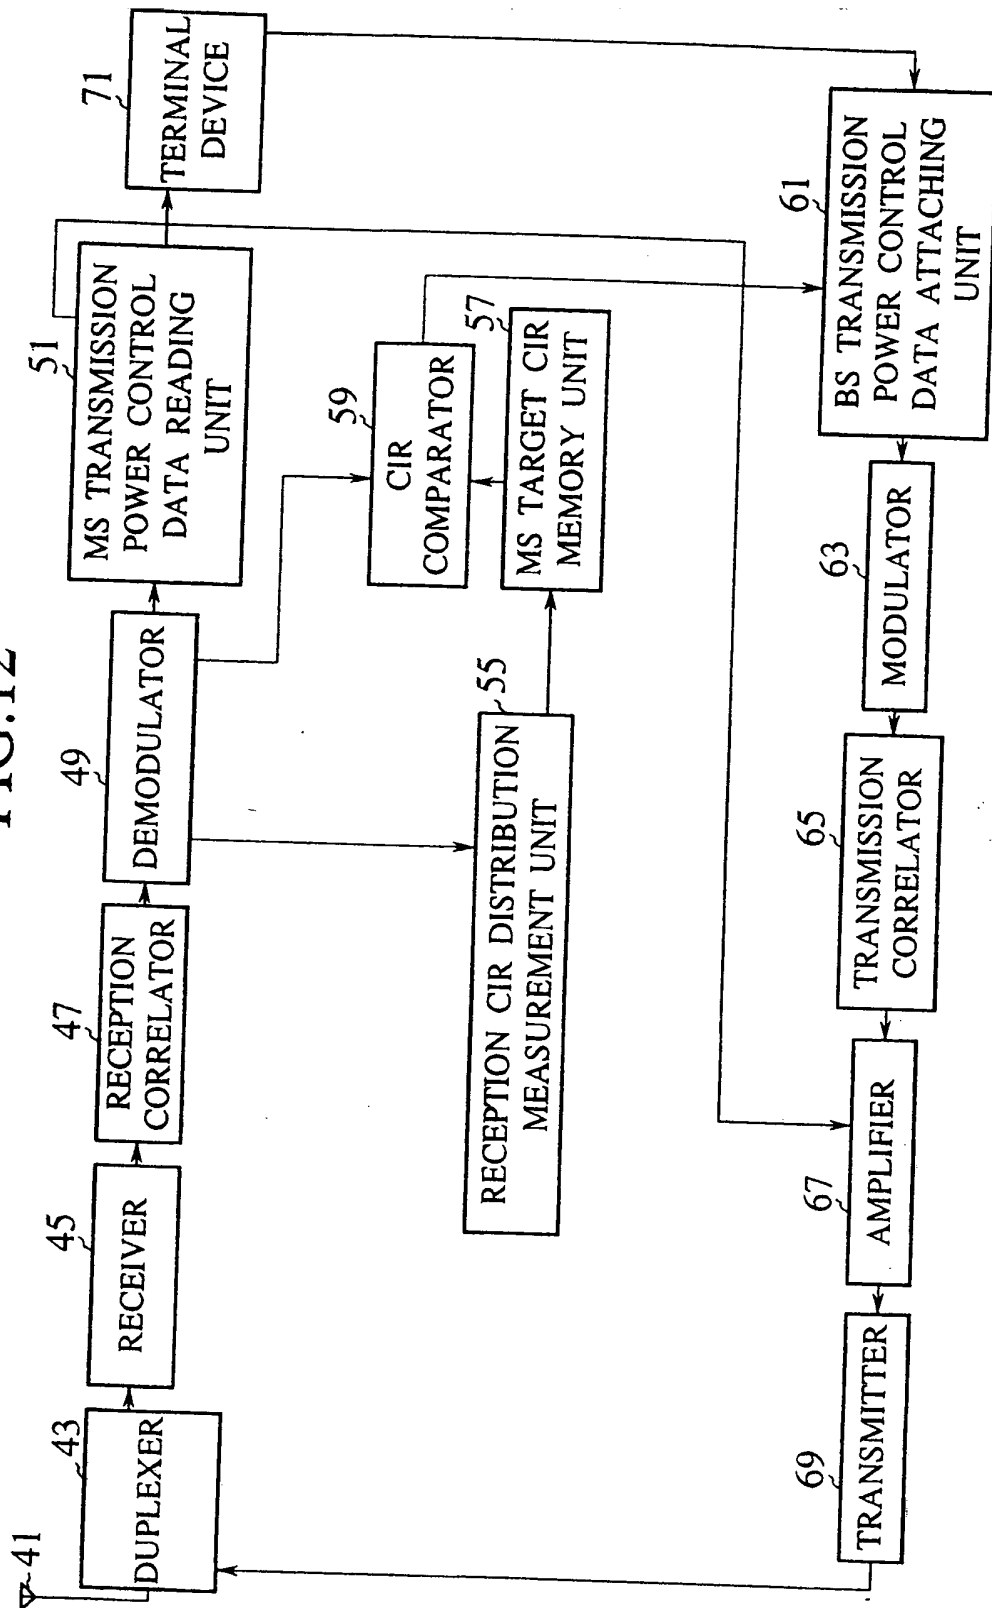 FIG.12
41
43
DUPLEXER
45
RECEIVER
47
RECEPTION
CORRELATOR
49
DEMODULATOR
51
MS TRANSMISSION
POWER CONTROL
DATA READING
UNIT
71
TERMINAL
DEVICE
59
CIR
COMPARATOR
57
MS TARGET CIR
MEMORY UNIT
55
RECEPTION CIR DISTRIBUTION
MEASUREMENT UNIT
69
TRANSMITTER
67
AMPLIFIER
65
TRANSMISSION
CORRELATOR
63
MODULATOR
61
BS TRANSMISSION
POWER CONTROL
DATA ATTACHING
UNIT